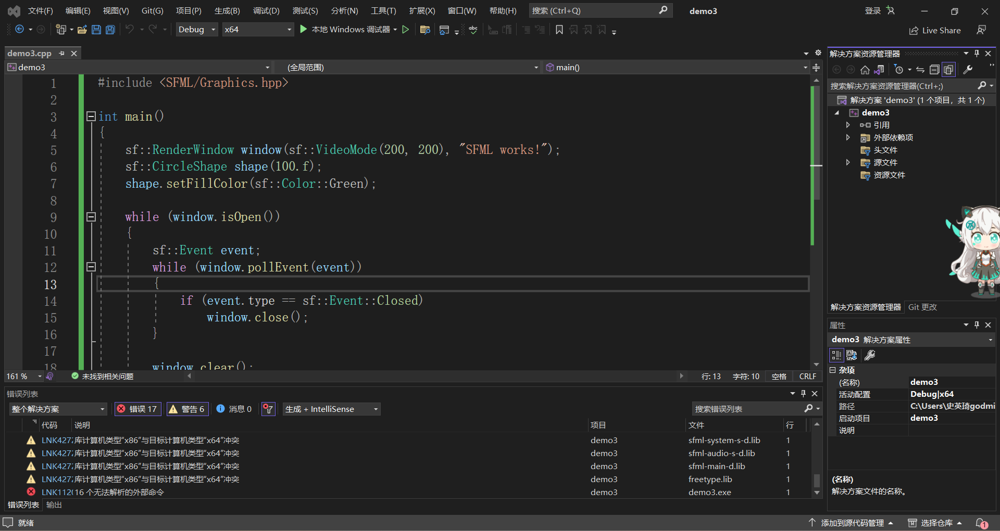 文件(F) 编辑(E) 视图(V) Git(G) 项目(P) 生成(B) 调试(D) 测试(S) 分析(N) 工具(T) 扩展(X) 窗口(W) 帮助(H) 搜索 (Ctrl+Q) demo3 登录
Debug x64 本地 Windows 调试器 abc Live Share
demo3.cpp
demo3 (全局范围) main()
1 #include <SFML/Graphics.hpp>
2
3 int main()
4 {
5 sf::RenderWindow window(sf::VideoMode(200, 200), "SFML works!");
6 sf::CircleShape shape(100.f);
7 shape.setFillColor(sf::Color::Green);
8
9 while (window.isOpen())
10 {
11 sf::Event event;
12 while (window.pollEvent(event))
13 {
14 if (event.type == sf::Event::Closed)
15 window.close();
16 }
17
18 window.clear();
161 % 未找到相关问题 行: 13 字符: 10 空格 CRLF
错误列表
整个解决方案 错误 17 警告 6 消息 0 生成 + IntelliSense 搜索错误列表
代码 说明 项目 文件 行
LNK4272 库计算机类型“x86”与目标计算机类型“x64”冲突 demo3 sfml-system-s-d.lib 1
LNK4272 库计算机类型“x86”与目标计算机类型“x64”冲突 demo3 sfml-audio-s-d.lib 1
LNK4272 库计算机类型“x86”与目标计算机类型“x64”冲突 demo3 sfml-main-d.lib 1
LNK4272 库计算机类型“x86”与目标计算机类型“x64”冲突 demo3 freetype.lib 1
LNK112 16 个无法解析的外部命令 demo3 demo3.exe 1
错误列表 输出
解决方案资源管理器
搜索解决方案资源管理器(Ctrl+;)
解决方案 'demo3' (1 个项目，共 1 个)
demo3
引用
外部依赖项
头文件
源文件
资源文件
解决方案资源管理器 Git 更改
属性
demo3 解决方案属性
杂项
(名称) demo3
活动配置 Debug|x64
路径 C:\Users\史英琦godmi
启动项目 demo3
说明
(名称)
解决方案文件的名称。
就绪 添加到源代码管理 选择仓库 1